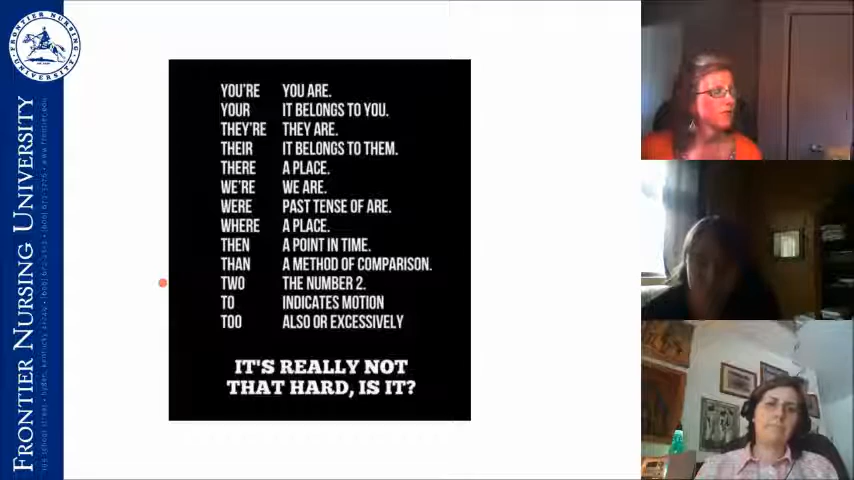 FRONTIER NURSING
UNIVERSITY
FRONTIER NURSING UNIVERSITY
YOU'RE YOU ARE.
YOUR IT BELONGS TO YOU.
THEY'RE THEY ARE.
THEIR IT BELONGS TO THEM.
THERE A PLACE.
WE'RE WE ARE.
WERE PAST TENSE OF ARE.
WHERE A PLACE.
THEN A POINT IN TIME.
THAN A METHOD OF COMPARISON.
TWO THE NUMBER 2.
TO INDICATES MOTION
TOO ALSO OR EXCESSIVELY
IT'S REALLY NOT
THAT HARD, IS IT?